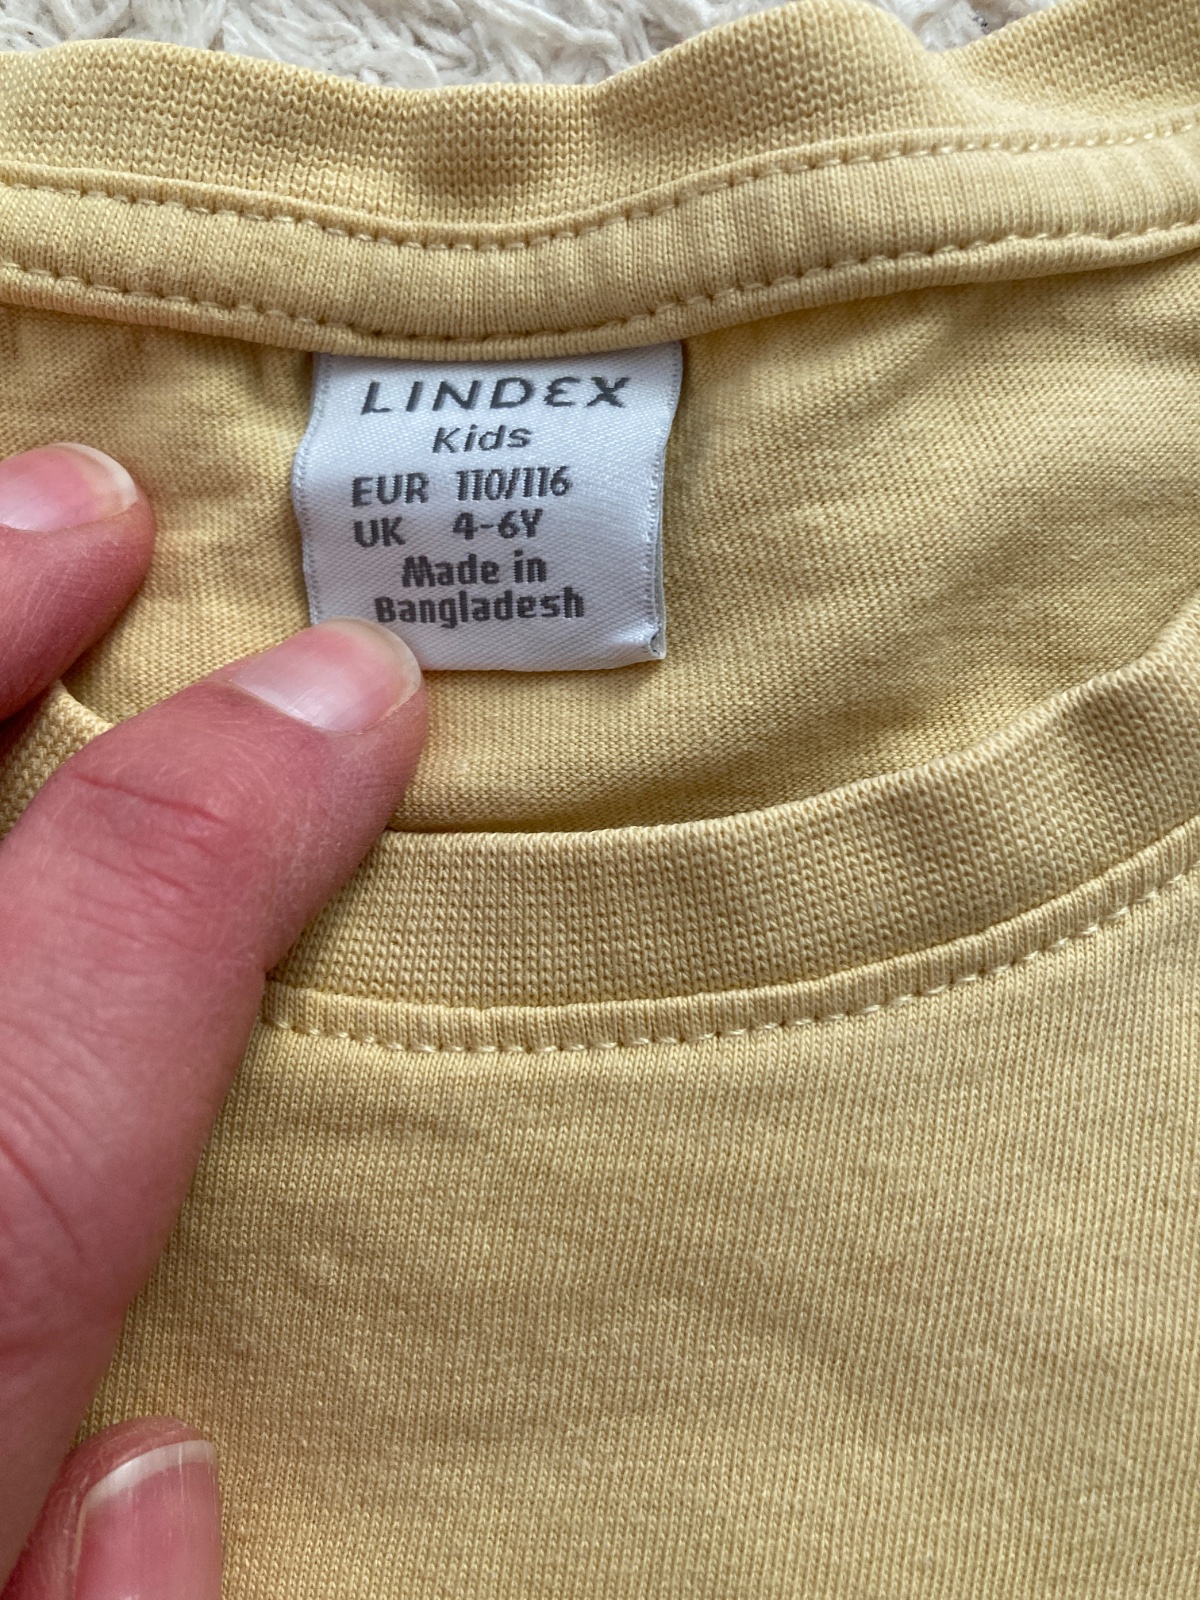 LINDEX
Kids
EUR 110/116
UK 4-6Y
Made in
Bangladesh